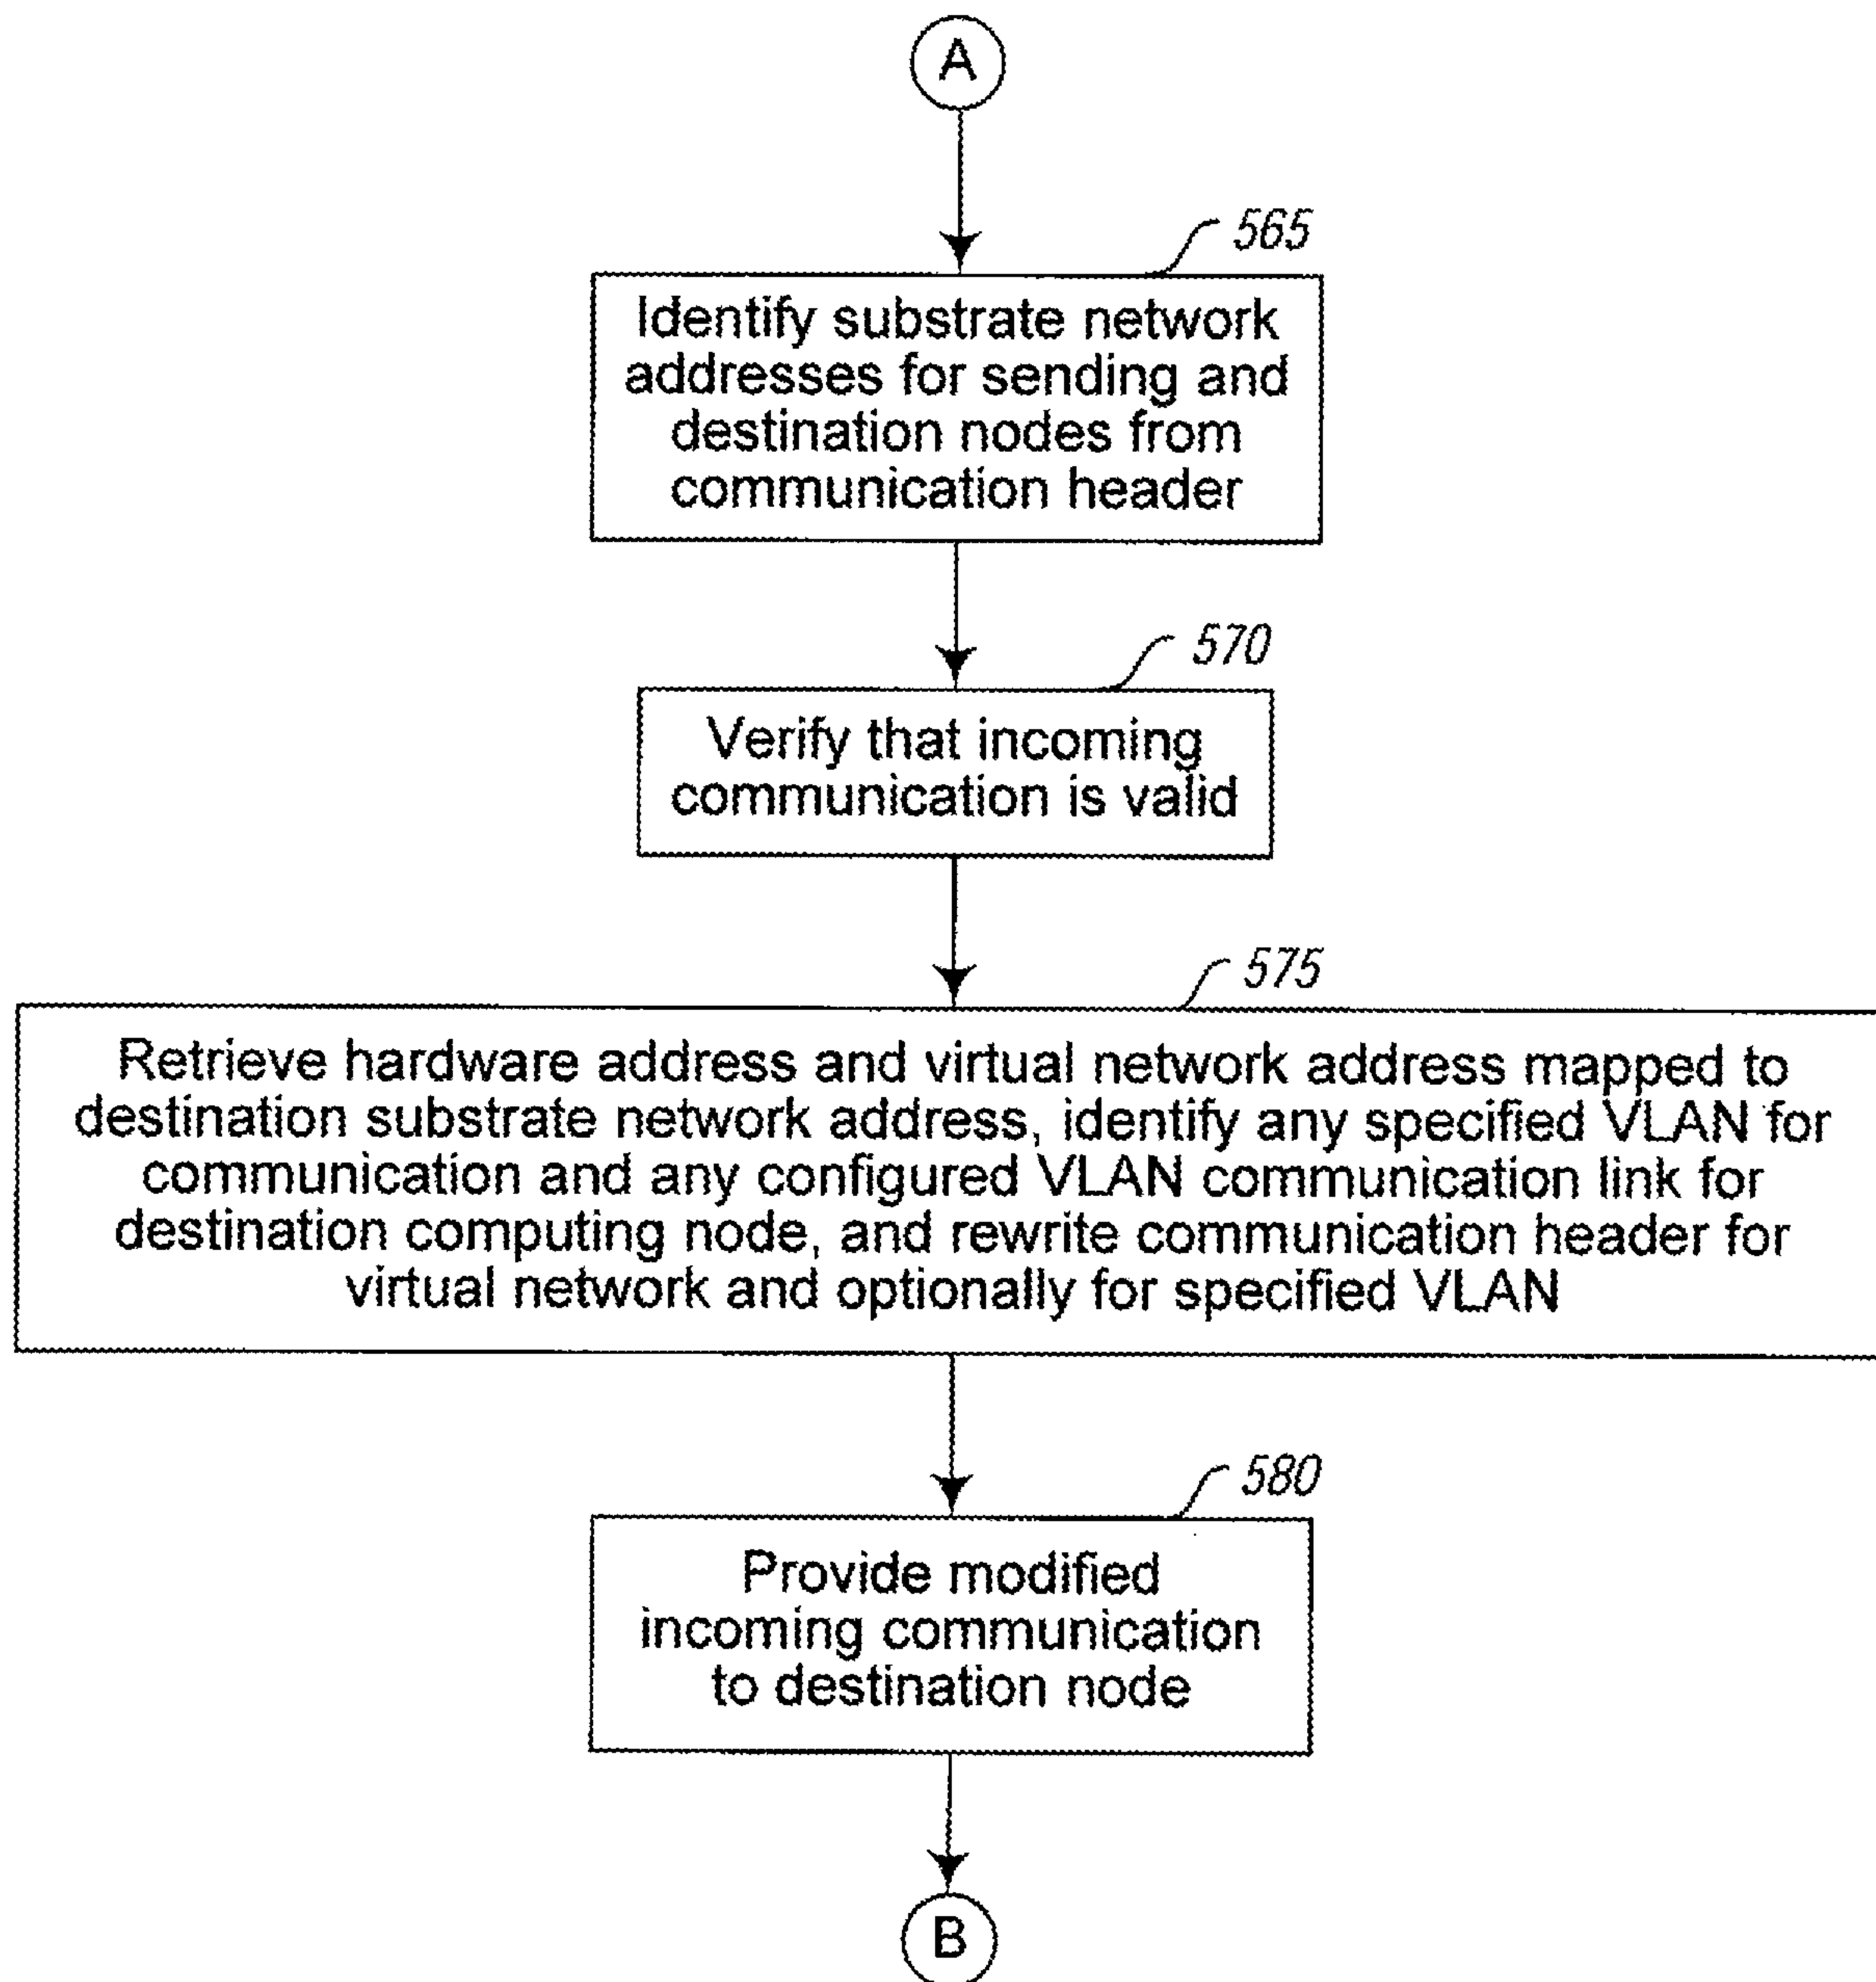 A
565
Identify substrate network
addresses for sending and
destination nodes from
communication header
570
Verify that incoming
communication is valid
575
Retrieve hardware address and virtual network address mapped to
destination substrate network address, identify any specified VLAN for
communication and any configured VLAN communication link for
destination computing node, and rewrite communication header for
virtual network and optionally for specified VLAN
580
Provide modified
incoming communication
to destination node
B